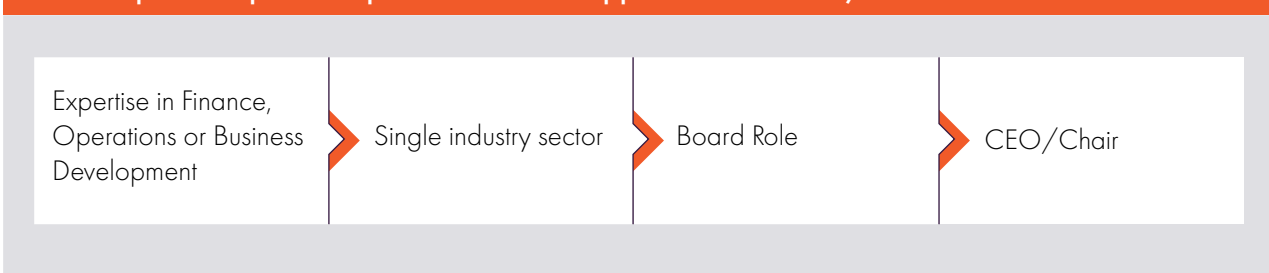 Expertise in Finance,
Operations or Business
Development
Single industry sector
Board Role
CEO/Chair